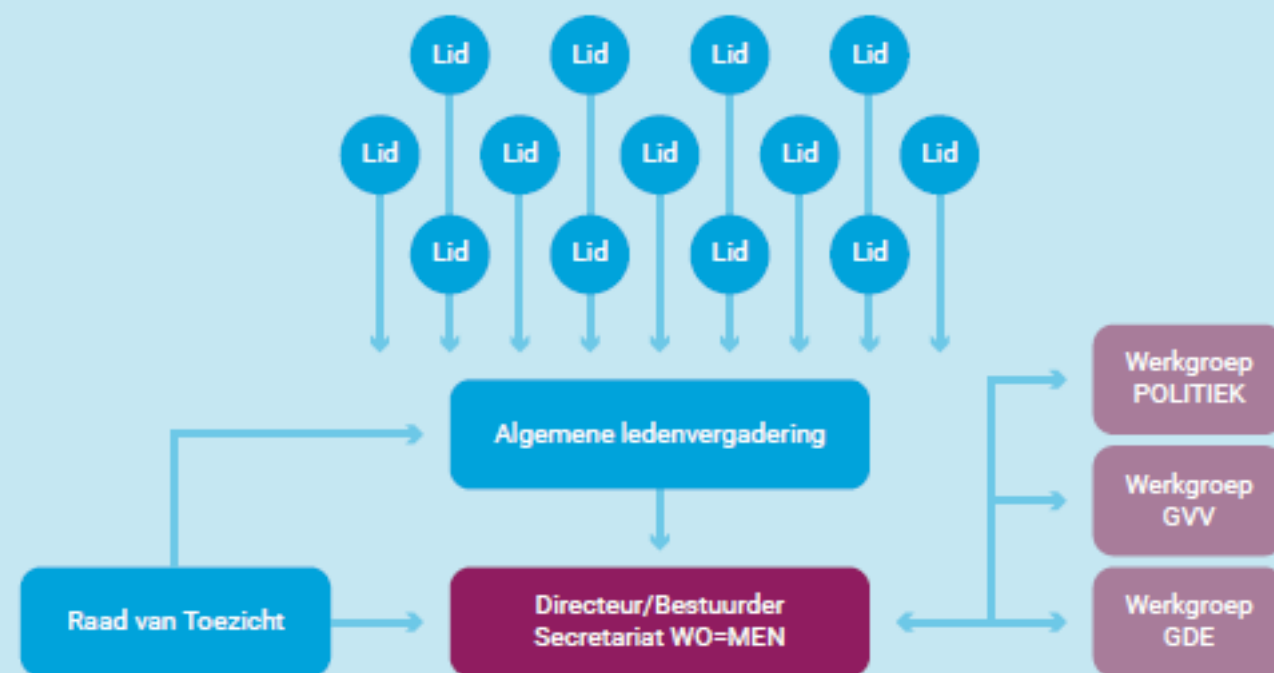 Lid
Lid
Lid
Lid
Lid
Lid
Lid
Lid
Lid
Lid
Lid
Lid
Lid
Algemene ledenvergadering
Raad van Toezicht
Directeur/Bestuurder
Secretariat WO=MEN
Werkgroep
POLITIEK
Werkgroep
GVV
Werkgroep
GDE